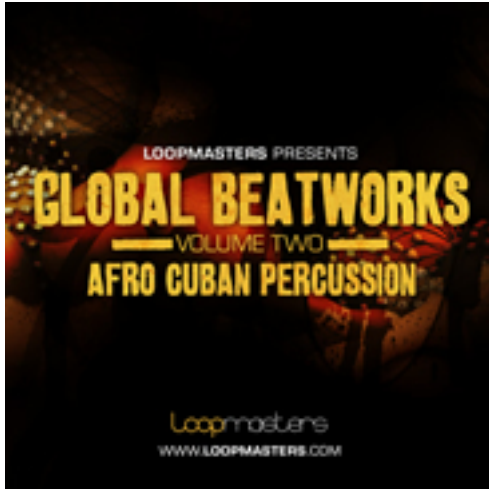 LOOPMASTERS PRESENTS
GLOBAL BEATWORKS
VOLUME TWO
AFRO CUBAN PERCUSSION
Loopmasters
WWW.LOOPMASTERS.COM